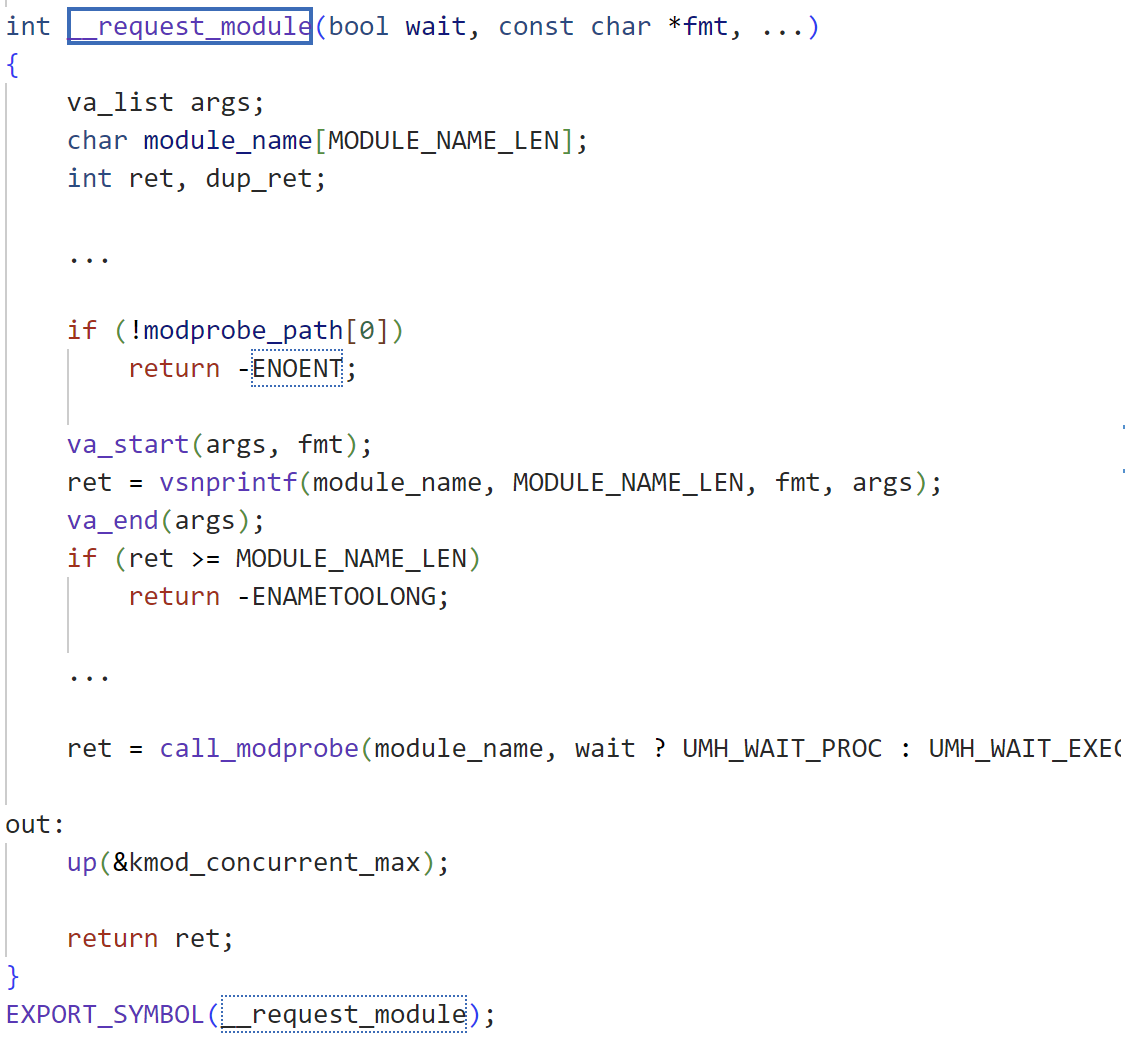 int __request_module(bool wait, const char *fmt, ...)
{
    va_list args;
    char module_name[MODULE_NAME_LEN];
    int ret, dup_ret;
    ...
    if (!modprobe_path[0])
        return -ENOENT;
    va_start(args, fmt);
    ret = vsnprintf(module_name, MODULE_NAME_LEN, fmt, args);
    va_end(args);
    if (ret >= MODULE_NAME_LEN)
        return -ENAMETOOLONG;
    ...
    ret = call_modprobe(module_name, wait ? UMH_WAIT_PROC : UMH_WAIT_EXEC
out:
    up(&kmod_concurrent_max);
    return ret;
}
EXPORT_SYMBOL(__request_module);